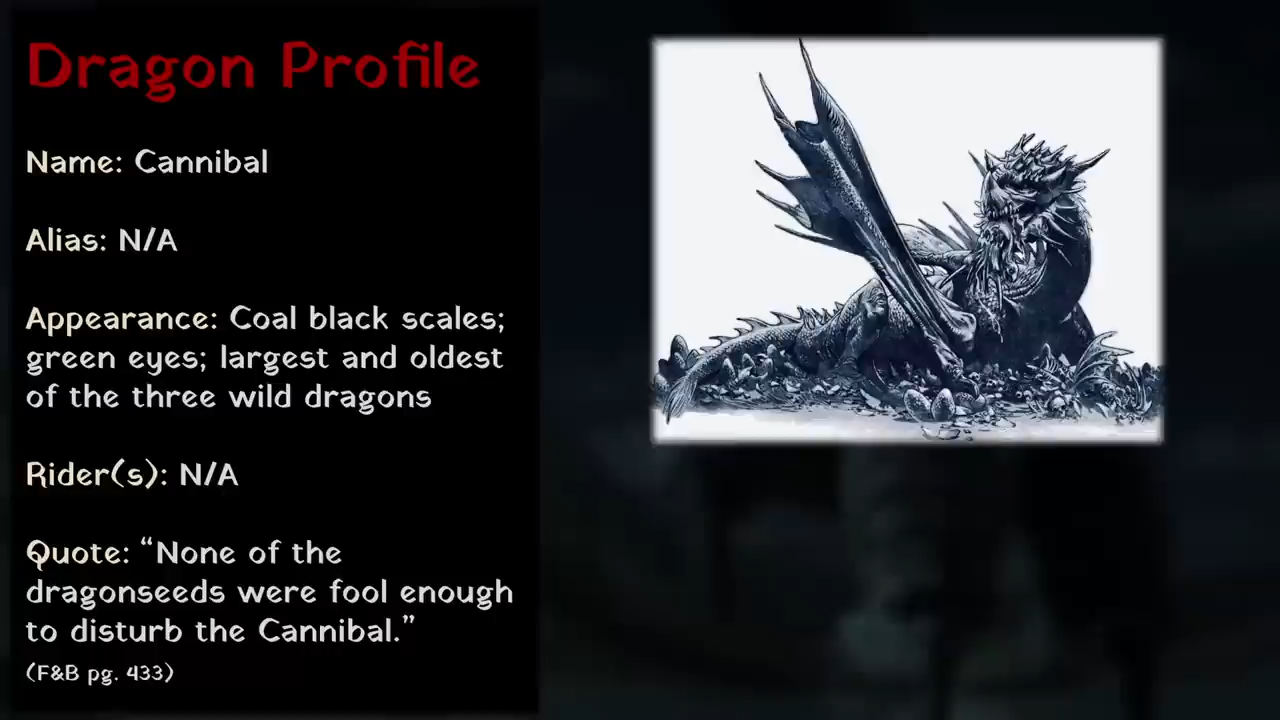 Dragon Profile
Name: Cannibal
Alias: N/A
Appearance: Coal black scales;
green eyes; largest and oldest
of the three wild dragons
Rider(s): N/A
Quote: “None of the
dragonseeds were fool enough
to disturb the Cannibal.”
(F&B pg. 433)